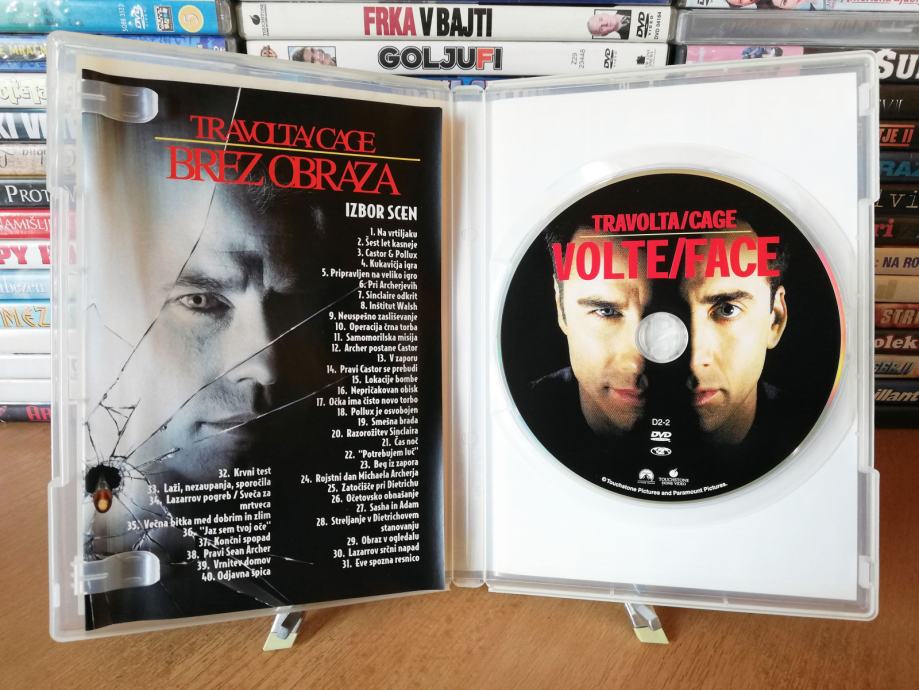 FRKA V BAJTI
DVD
GOLJUFI
DVD
5
TRAVOLTA/CAGE
BREZ OBRAZA
IZBOR SCEN
1. Na vrtiljaku
2. Šest let kasneje
3. Castor & Pollux
4. Kukavičja igra
5. Pripravljen na veliko igro
6. Pri Archerjevih
7. Sinclaire odkrit
8. Inštitut Walsh
9. Neuspešno zasliševanje
10. Operacija črna torba
11. Samomorilska misija
12. Archer postane Castor
13. V zaporu
14. Pravi Castor se prebudi
15. Lokacije bombe
16. Nepričakovan obisk
17. Očka ima čisto novo torbo
18. Pollux je osvobojen
19. Smešna brada
20. Razorožitev Sinclaira
21. Čas noč
22. "Potrebujem luč"
23. Beg iz zapora
24. Rojstni dan Michaela Archerja
25. Zatočišče pri Dietrichu
26. Očetovsko obnašanje
27. Sasha in Adam
28. Streljanje v Dietrichovem
stanovanju
29. Obraz v ogledalu
30. Lazarrov srčni napad
31. Eve spozna resnico
32. Krvni test
33. Laži, nezaupanja, sporočila
34. Lazarrov pogreb / Sveča za
mrtveca
35. Večna bitka med dobrim in zlim
36. "Jaz sem tvoj oče"
37. Končni spopad
38. Pravi Sean Archer
39. Vrnitev domov
40. Odjavna špica
TRAVOLTA/CAGE
VOLTE/FACE
D2-2
DVD
TOUCHSTONE
HOME VIDEO
© Touchstone Pictures and Paramount Pictures.